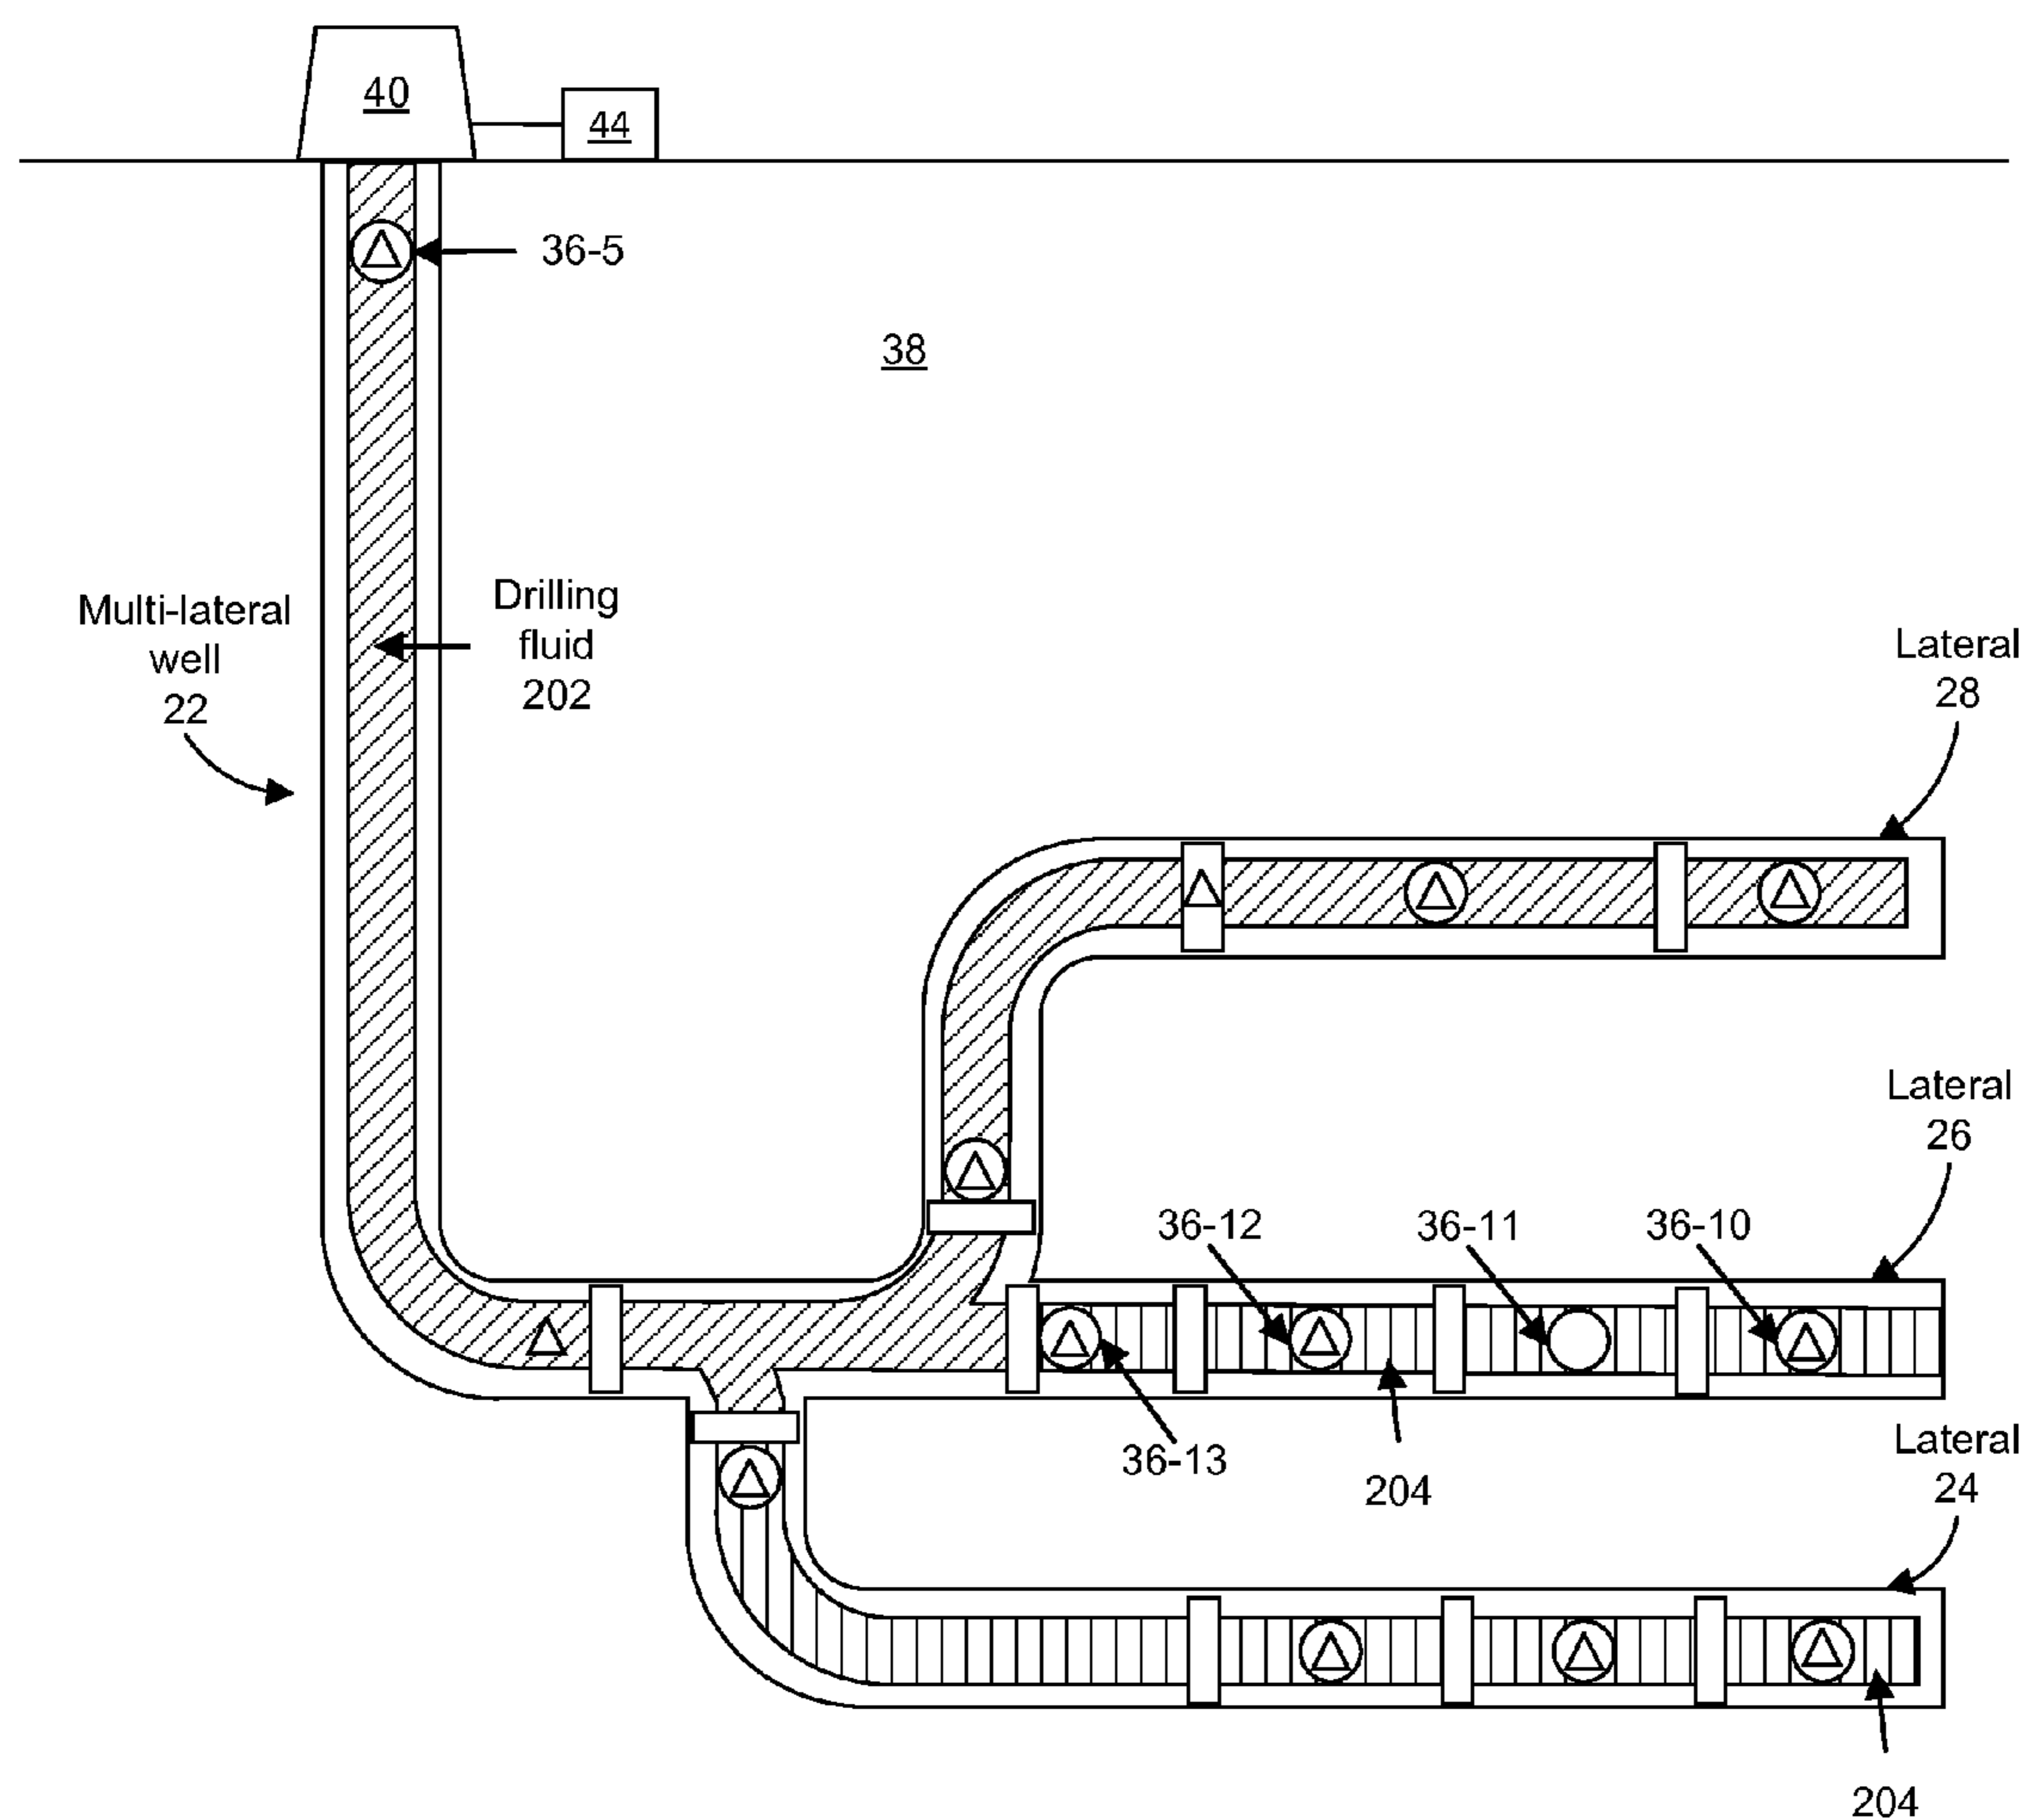 40
44
36-5
38
Multi-lateral
well
22
Drilling
fluid
202
Lateral
28
Lateral
26
36-12
36-11
36-10
36-13
204
Lateral
24
204